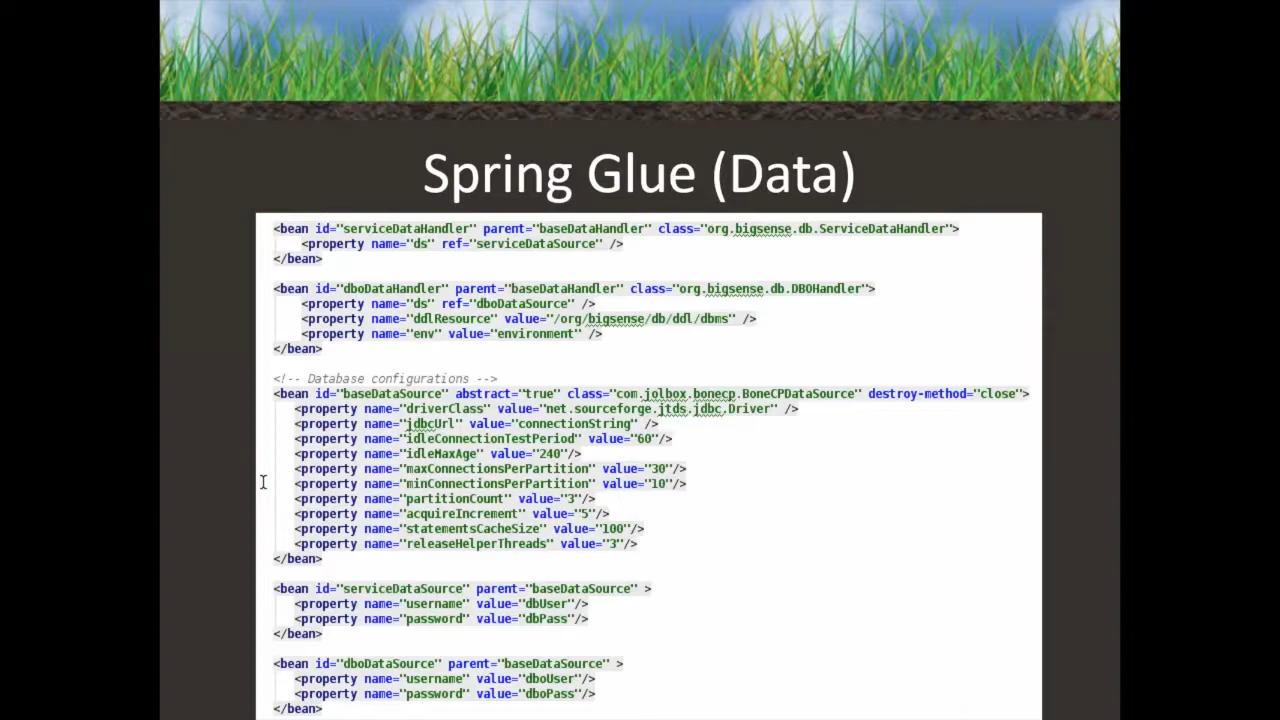 Spring Glue (Data)
<bean id="serviceDataHandler" parent="baseDataHandler" class="org.bigsense.db.ServiceDataHandler">
<property name="ds" ref="serviceDataSource" />
</bean>
<bean id="dboDataHandler" parent="baseDataHandler" class="org.bigsense.db.DBOHandler">
<property name="ds" ref="dboDataSource" />
<property name="ddlResource" value="/org/bigsense/db/ddl/dbms" />
<property name="env" value="environment" />
</bean>
<!-- Database configurations -->
<bean id="baseDataSource" abstract="true" class="com.jolbox.bonecp.BoneCPDataSource" destroy-method="close">
<property name="driverClass" value="net.sourceforge.jtds.jdbc.Driver" />
<property name="jdbcUrl" value="connectionString" />
<property name="idleConnectionTestPeriod" value="60"/>
<property name="idleMaxAge" value="240"/>
<property name="maxConnectionsPerPartition" value="30"/>
<property name="minConnectionsPerPartition" value="10"/>
<property name="partitionCount" value="3"/>
<property name="acquireIncrement" value="5"/>
<property name="statementsCacheSize" value="100"/>
<property name="releaseHelperThreads" value="3"/>
</bean>
<bean id="serviceDataSource" parent="baseDataSource" >
<property name="username" value="dbUser"/>
<property name="password" value="dbPass"/>
</bean>
<bean id="dboDataSource" parent="baseDataSource" >
<property name="username" value="dboUser"/>
<property name="password" value="dboPass"/>
</bean>